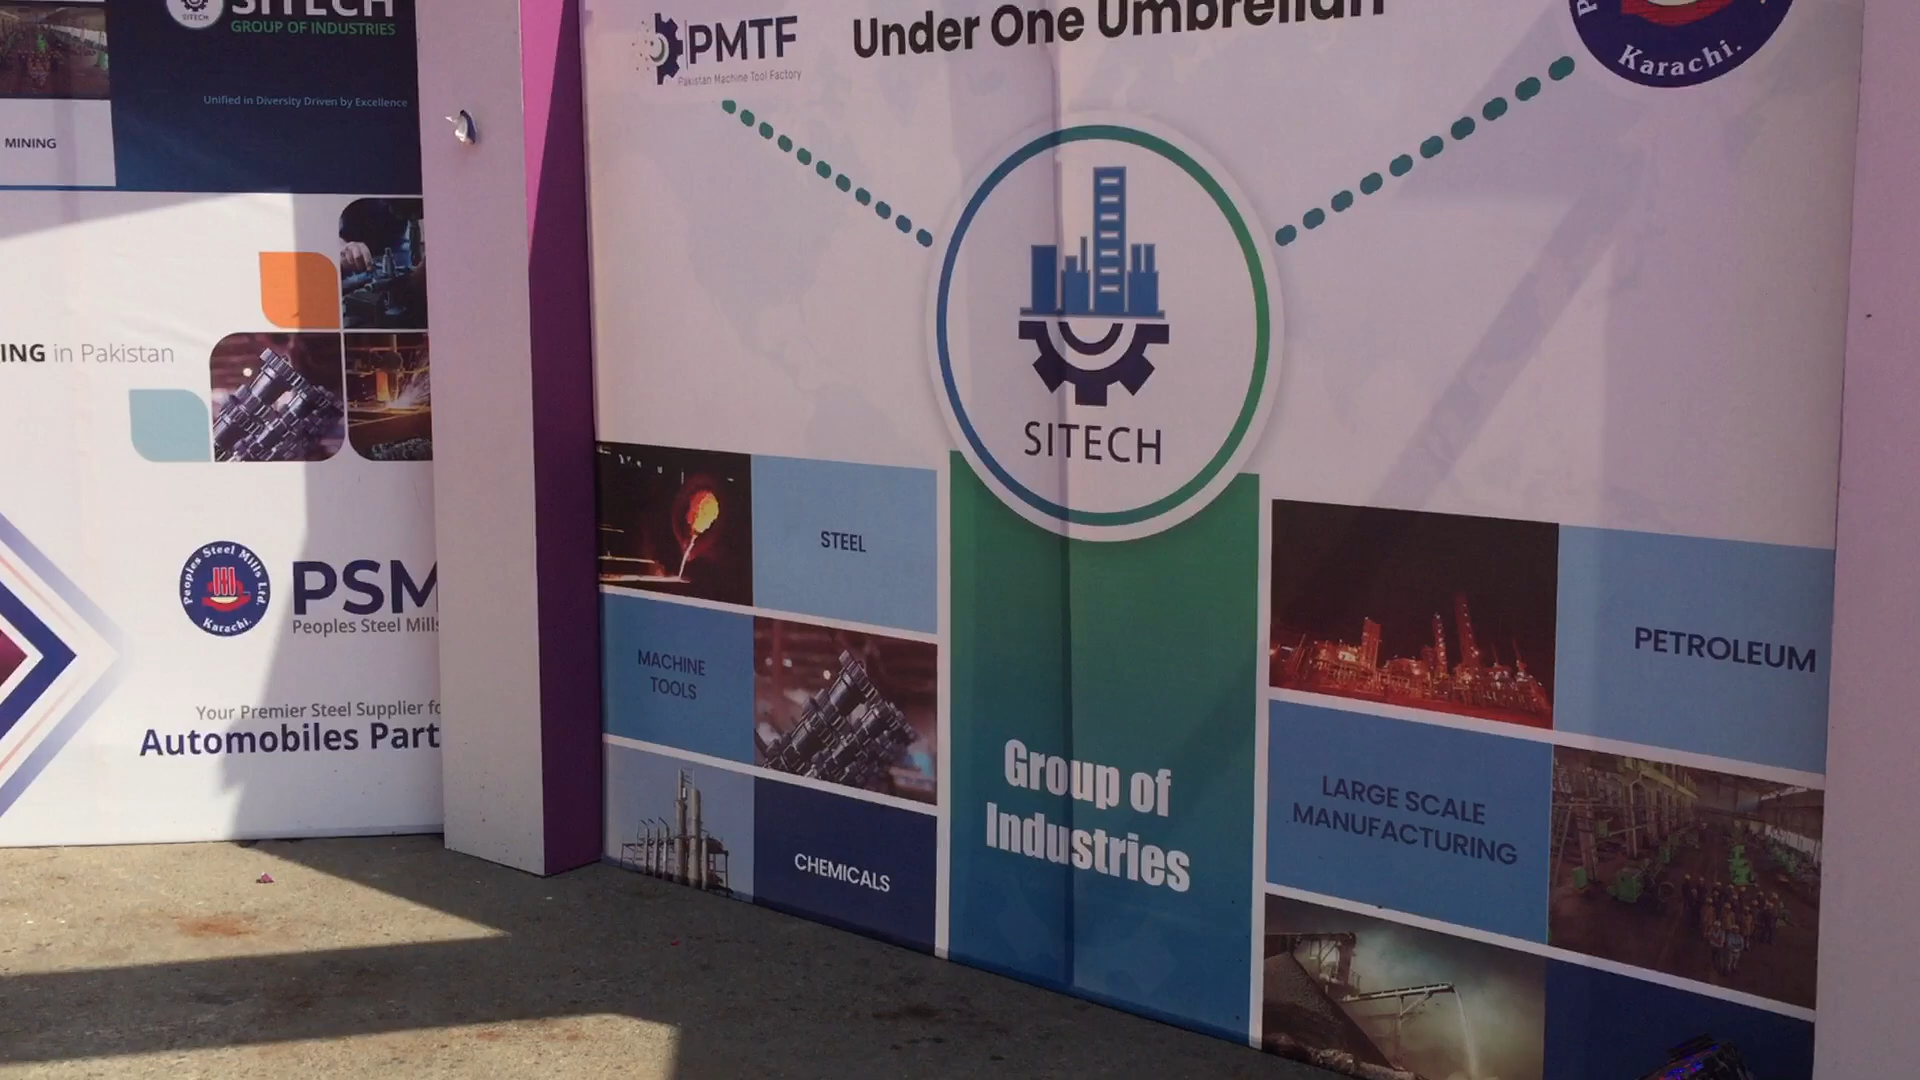 SITECH
SITECH
GROUP OF INDUSTRIES
Unified in Diversity Driven by Excellence
MINING
ING in Pakistan
Peoples Steel Mills Ltd.
Karachi.
PSM
Peoples Steel Mills
Your Premier Steel Supplier fo
Automobiles Part
PMTF
Pakistan Machine Tool Factory
Under One Umbrellah
P
Karachi.
SITECH
STEEL
MACHINE
TOOLS
CHEMICALS
Group of
Industries
PETROLEUM
LARGE SCALE
MANUFACTURING